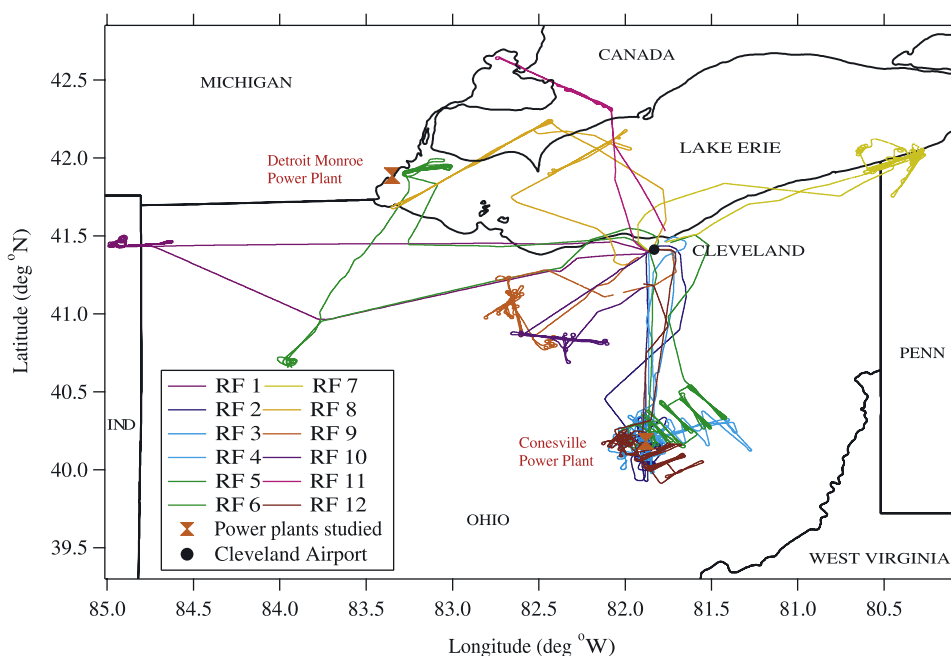 CANADA
MICHIGAN
Detroit Monroe
Power Plant
LAKE ERIE
CLEVELAND
PENN
IND
Conesville
Power Plant
OHIO
WEST VIRGINIA
RF 1
RF 7
RF 2
RF 8
RF 3
RF 9
RF 4
RF 10
RF 5
RF 11
RF 6
RF 12
Power plants studied
Cleveland Airport
Latitude (deg °N)
42.5
42.0
41.5
41.0
40.5
40.0
39.5
85.0 84.5 84.0 83.5 83.0 82.5 82.0 81.5 81.0 80.5
Longitude (deg °W)